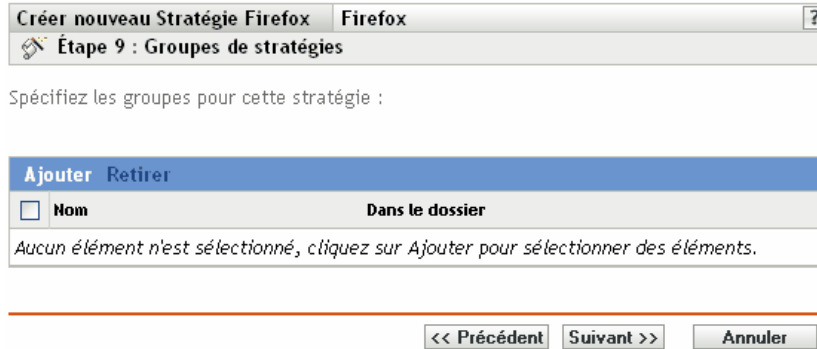 Créer nouveau Stratégie Firefox Firefox ?
Étape 9 : Groupes de stratégies
Spécifiez les groupes pour cette stratégie :
Ajouter Retirer
Nom Dans le dossier
Aucun élément n'est sélectionné, cliquez sur Ajouter pour sélectionner des éléments.
<< Précédent Suivant >> Annuler